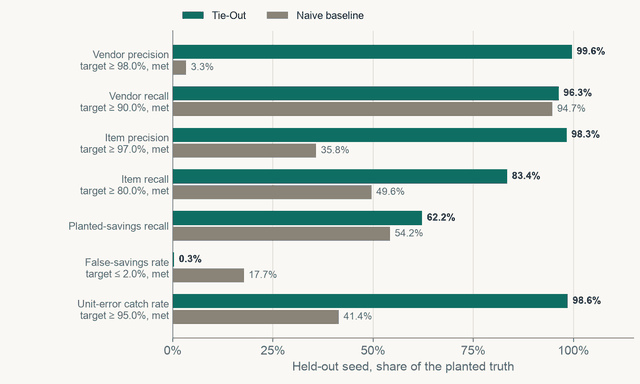 Tie-Out
Naive baseline
Vendor precision
target ≥ 98.0%, met
99.6%
3.3%
Vendor recall
target ≥ 90.0%, met
96.3%
94.7%
Item precision
target ≥ 97.0%, met
98.3%
35.8%
Item recall
target ≥ 80.0%, met
83.4%
49.6%
Planted-savings recall
62.2%
54.2%
False-savings rate
target ≤ 2.0%, met
0.3%
17.7%
Unit-error catch rate
target ≥ 95.0%, met
98.6%
41.4%
0%
25%
50%
75%
100%
Held-out seed, share of the planted truth